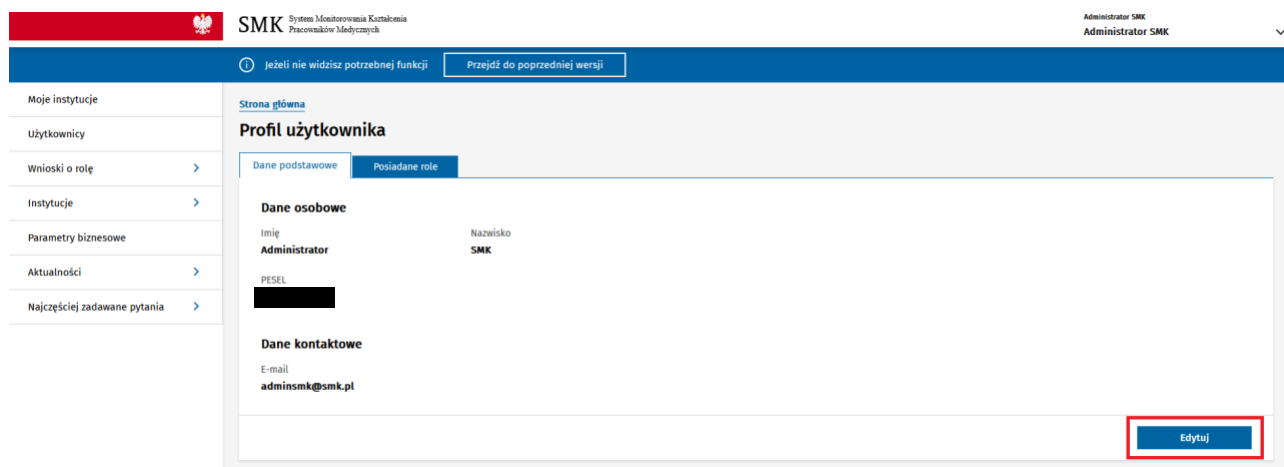 SMK System Monitorowania Kształcenia
Pracowników Medycznych
Administrator SMK
Administrator SMK
Jeżeli nie widzisz potrzebnej funkcji
Przejdź do poprzedniej wersji
Moje instytucje
Użytkownicy
Wnioski o rolę
Instytucje
Parametry biznesowe
Aktualności
Najczęściej zadawane pytania
Strona główna
Profil użytkownika
Dane podstawowe
Posiadane role
Dane osobowe
Imię
Nazwisko
Administrator
SMK
PESEL
Dane kontaktowe
E-mail
adminsmk@smk.pl
Edytuj